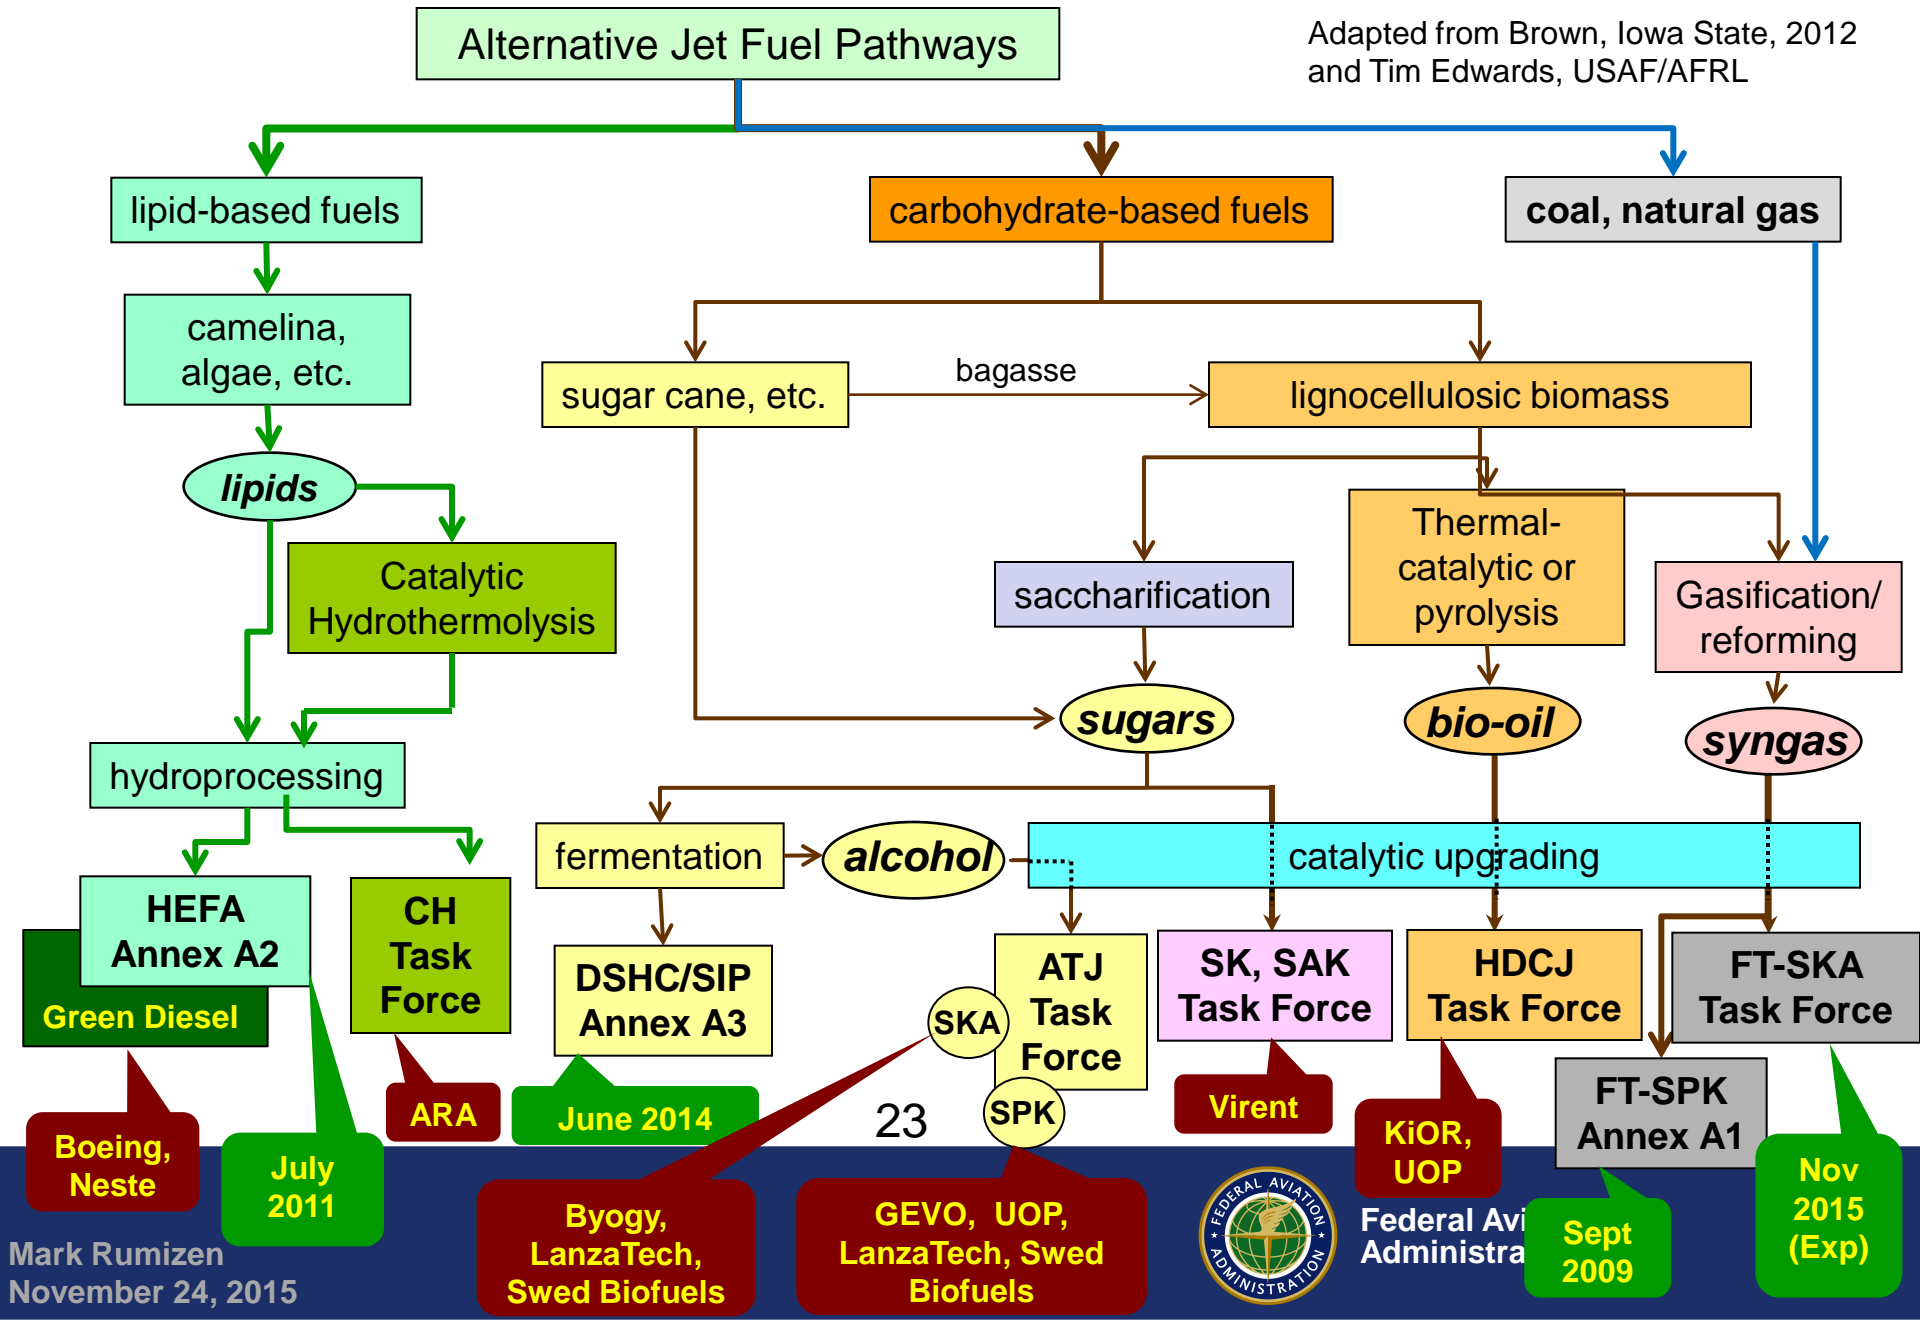 Alternative Jet Fuel Pathways
Adapted from Brown, Iowa State, 2012
and Tim Edwards, USAF/AFRL
lipid-based fuels
carbohydrate-based fuels
coal, natural gas
camelina,
algae, etc.
sugar cane, etc.
bagasse
lignocellulosic biomass
lipids
Catalytic
Hydrothermolysis
saccharification
Thermal-
catalytic or
pyrolysis
Gasification/
reforming
sugars
bio-oil
syngas
hydroprocessing
fermentation
alcohol
catalytic upgrading
HEFA
Annex A2
Green Diesel
CH
Task
Force
DSHC/SIP
Annex A3
SKA
ATJ
Task
Force
SPK
SK, SAK
Task Force
HDCJ
Task Force
FT-SKA
Task Force
FT-SPK
Annex A1
Boeing,
Neste
July
2011
ARA
June 2014
23
Byogy,
LanzaTech,
Swed Biofuels
GEVO, UOP,
LanzaTech, Swed
Biofuels
Virent
KiOR,
UOP
Sept
2009
Nov
2015
(Exp)
Mark Rumizen
November 24, 2015
FEDERAL AVIATION
ADMINISTRATION
Federal Avi
Administra